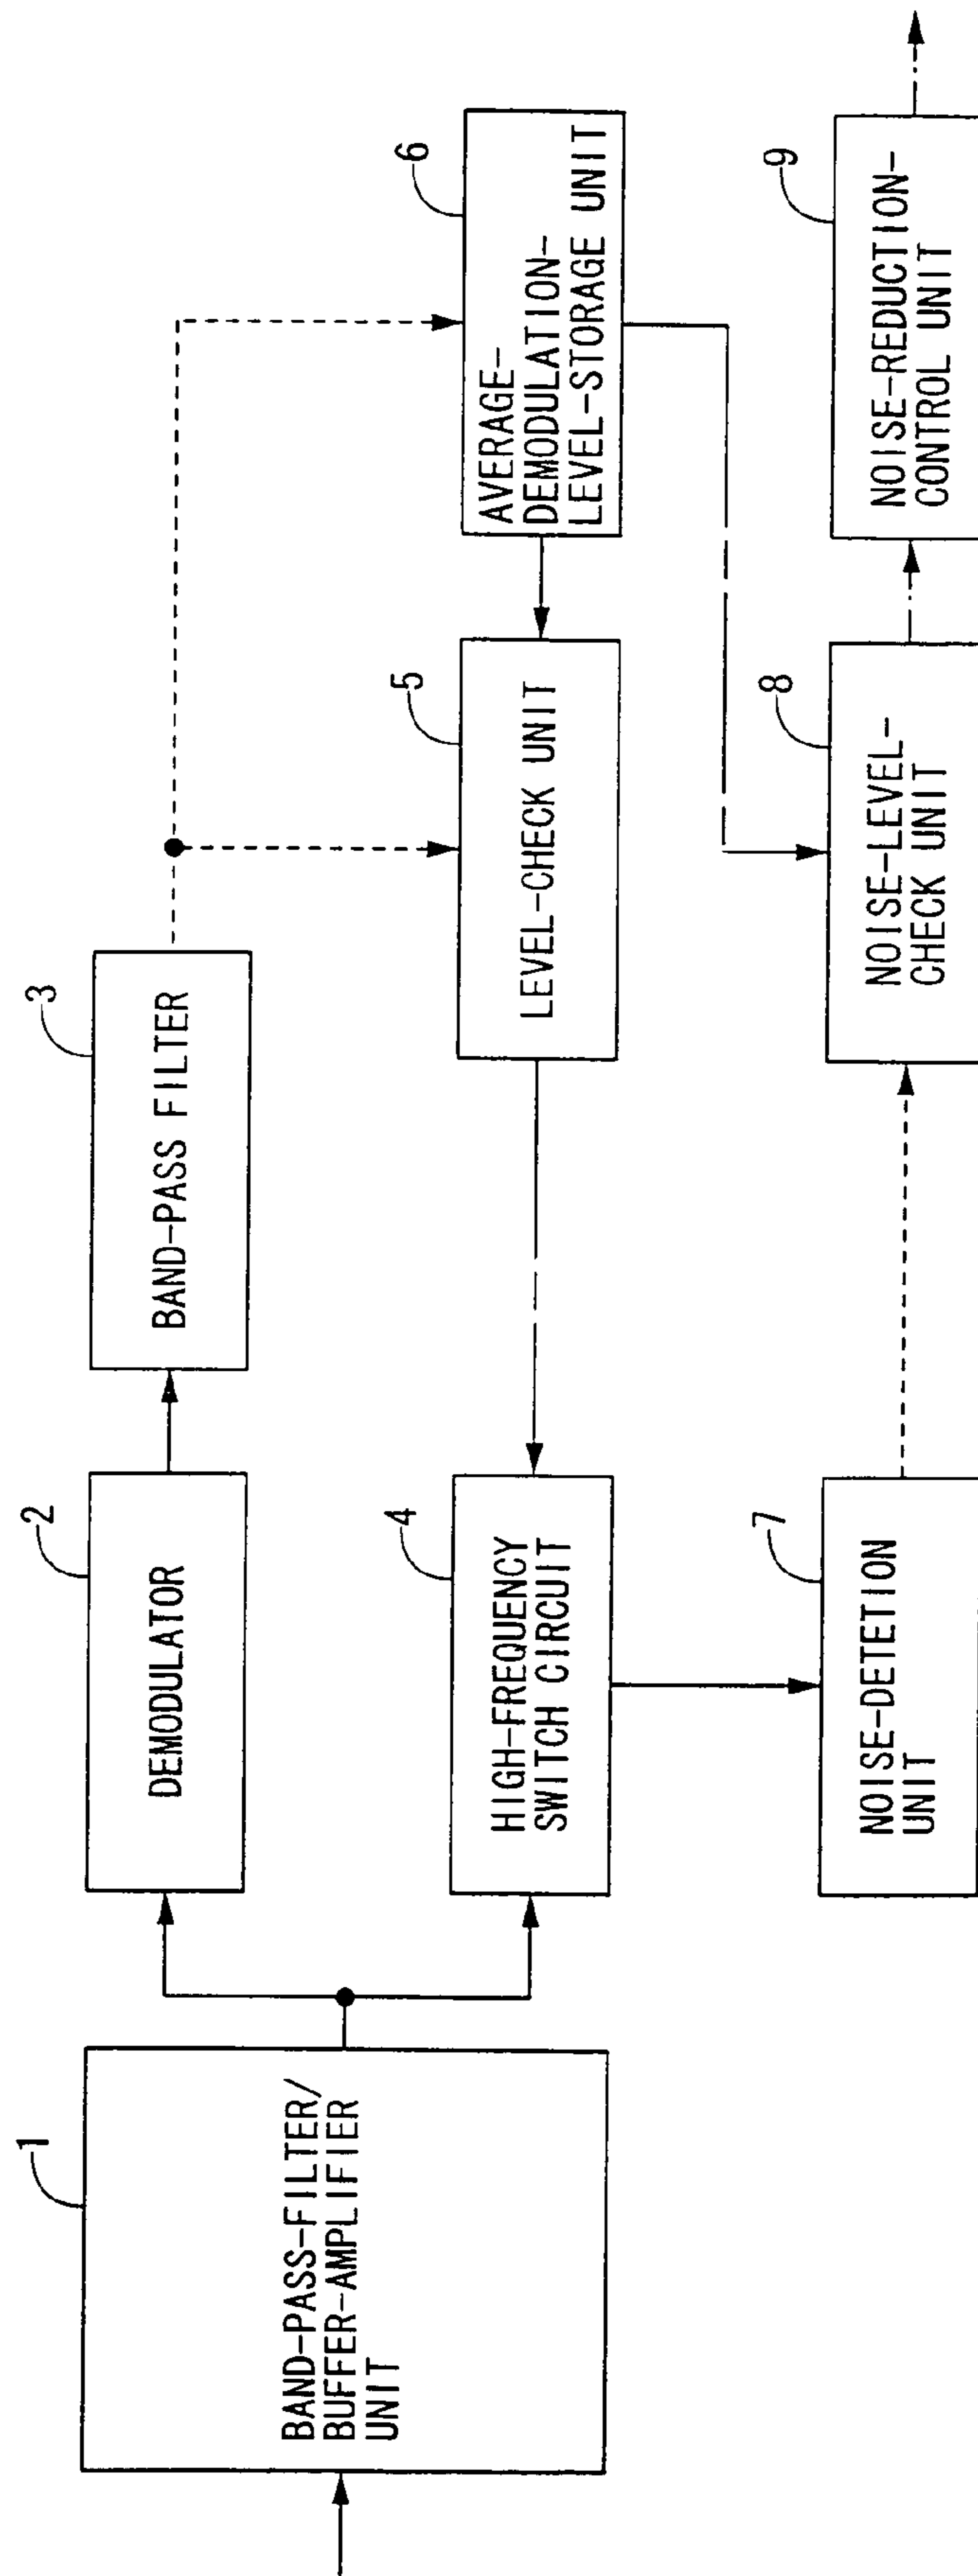 1
BAND-PASS-FILTER/
BUFFER-AMPLIFIER
UNIT
2
DEMODULATOR
3
BAND-PASS FILTER
4
HIGH-FREQUENCY
SWITCH CIRCUIT
5
LEVEL-CHECK UNIT
6
AVERAGE-
DEMODULATION-
LEVEL-STORAGE UNIT
7
NOISE-DETETION
UNIT
8
NOISE-LEVEL-
CHECK UNIT
9
NOISE-REDUCTION-
CONTROL UNIT